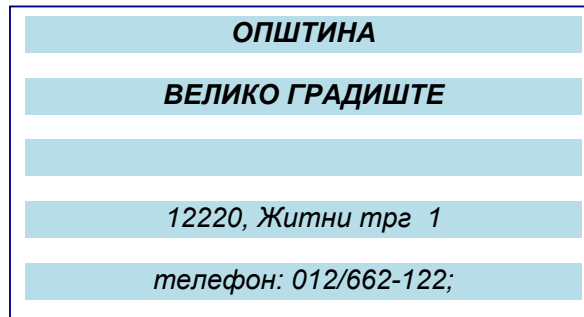 ОПШТИНА
ВЕЛИКО ГРАДИШТЕ
12220, Житни трг 1
телефон: 012/662-122;